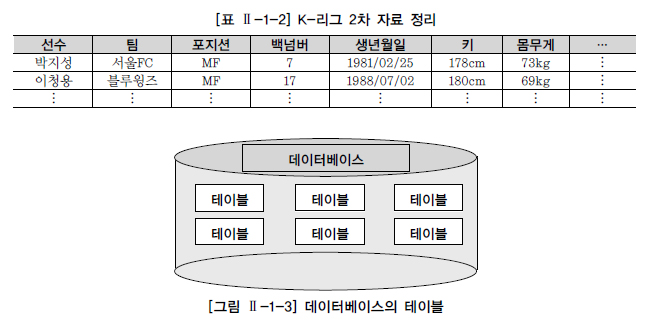 [표 Ⅱ-1-2] K-리그 2차 자료 정리
선수 팀 포지션 백넘버 생년월일 키 몸무게 …
박지성 서울FC MF 7 1981/02/25 178cm 73kg ⋮
이청용 블루윙즈 MF 17 1988/07/02 180cm 69kg ⋮
⋮ ⋮ ⋮ ⋮ ⋮ ⋮ ⋮ ⋮
데이터베이스
테이블 테이블 테이블
테이블 테이블 테이블
[그림 Ⅱ-1-3] 데이터베이스의 테이블